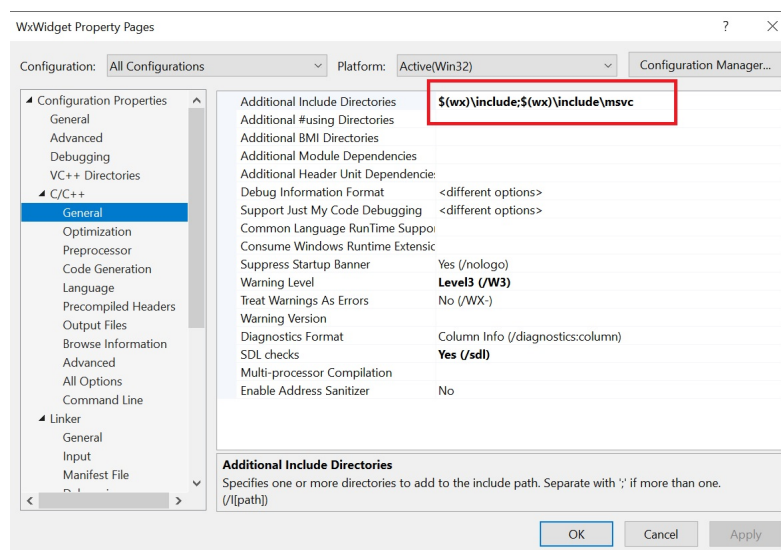 WxWidget Property Pages
?
Configuration: All Configurations Platform: Active(Win32) Configuration Manager...
Configuration Properties
General
Advanced
Debugging
VC++ Directories
C/C++
General
Optimization
Preprocessor
Code Generation
Language
Precompiled Headers
Output Files
Browse Information
Advanced
All Options
Command Line
Linker
General
Input
Manifest File
Additional Include Directories $(wx)\include;$(wx)\include\msvc
Additional #using Directories
Additional BMI Directories
Additional Module Dependencies
Additional Header Unit Dependencies
Debug Information Format <different options>
Support Just My Code Debugging <different options>
Common Language RunTime Suppo
Consume Windows Runtime Extensic
Suppress Startup Banner Yes (/nologo)
Warning Level Level3 (/W3)
Treat Warnings As Errors No (/WX-)
Warning Version
Diagnostics Format Column Info (/diagnostics:column)
SDL checks Yes (/sdl)
Multi-processor Compilation
Enable Address Sanitizer No
Additional Include Directories
Specifies one or more directories to add to the include path. Separate with ';' if more than one.
(/I[path])
OK Cancel Apply